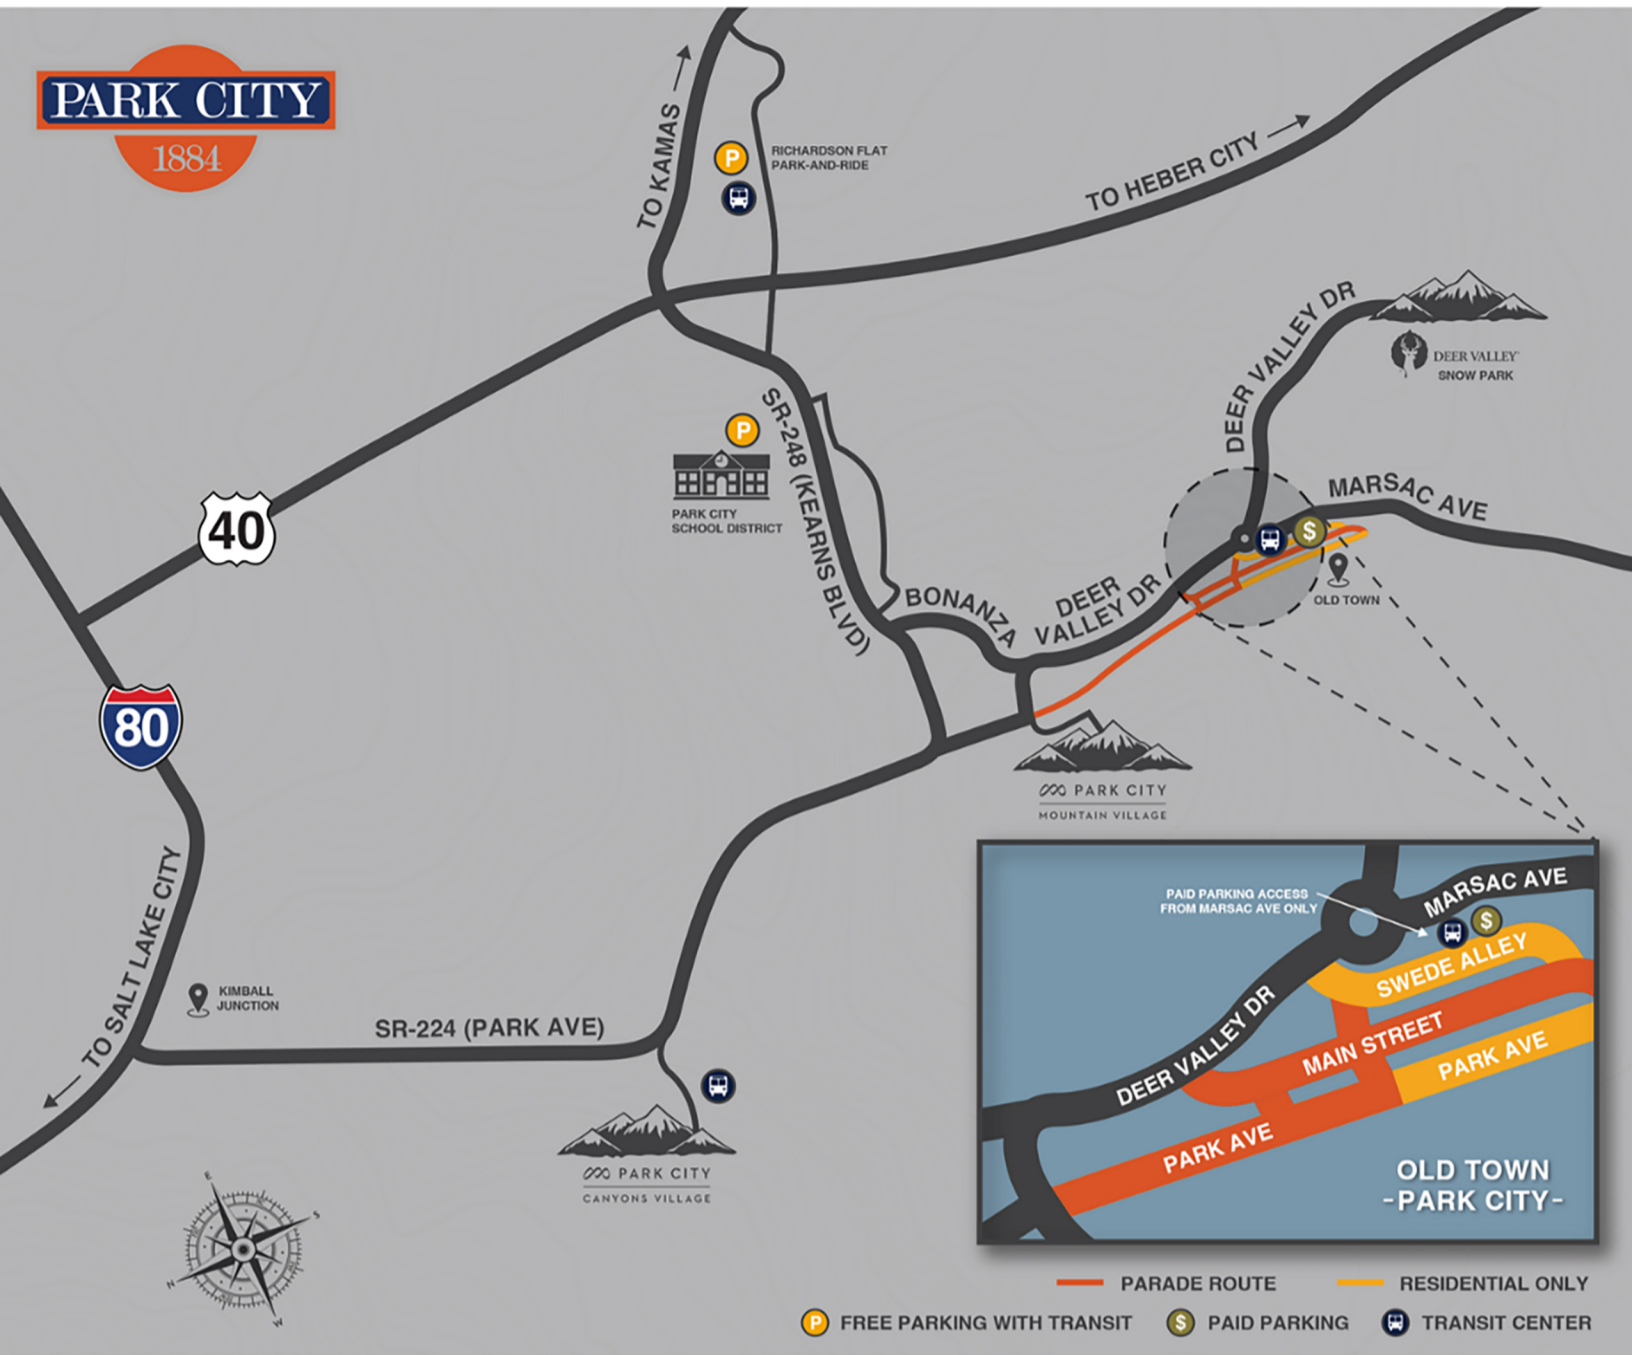 PARK CITY
1884
TO KAMAS
P
RICHARDSON FLAT
PARK-AND-RIDE
TO HEBER CITY
DEER VALLEY DR
DEER VALLEY
SNOW PARK
P
PARK CITY
SCHOOL DISTRICT
SR-248 (KEARNS BLVD)
MARSAC AVE
$
OLD TOWN
40
BONANZA
DEER
VALLEY DR
80
PARK CITY
MOUNTAIN VILLAGE
TO SALT LAKE CITY
KIMBALL
JUNCTION
SR-224 (PARK AVE)
PARK CITY
CANYONS VILLAGE
E
S
N
W
PAID PARKING ACCESS
FROM MARSAC AVE ONLY
MARSAC AVE
$
SWEDE ALLEY
DEER VALLEY DR
MAIN STREET
PARK AVE
PARK AVE
OLD TOWN
-PARK CITY-
PARADE ROUTE
RESIDENTIAL ONLY
P FREE PARKING WITH TRANSIT
$ PAID PARKING
TRANSIT CENTER